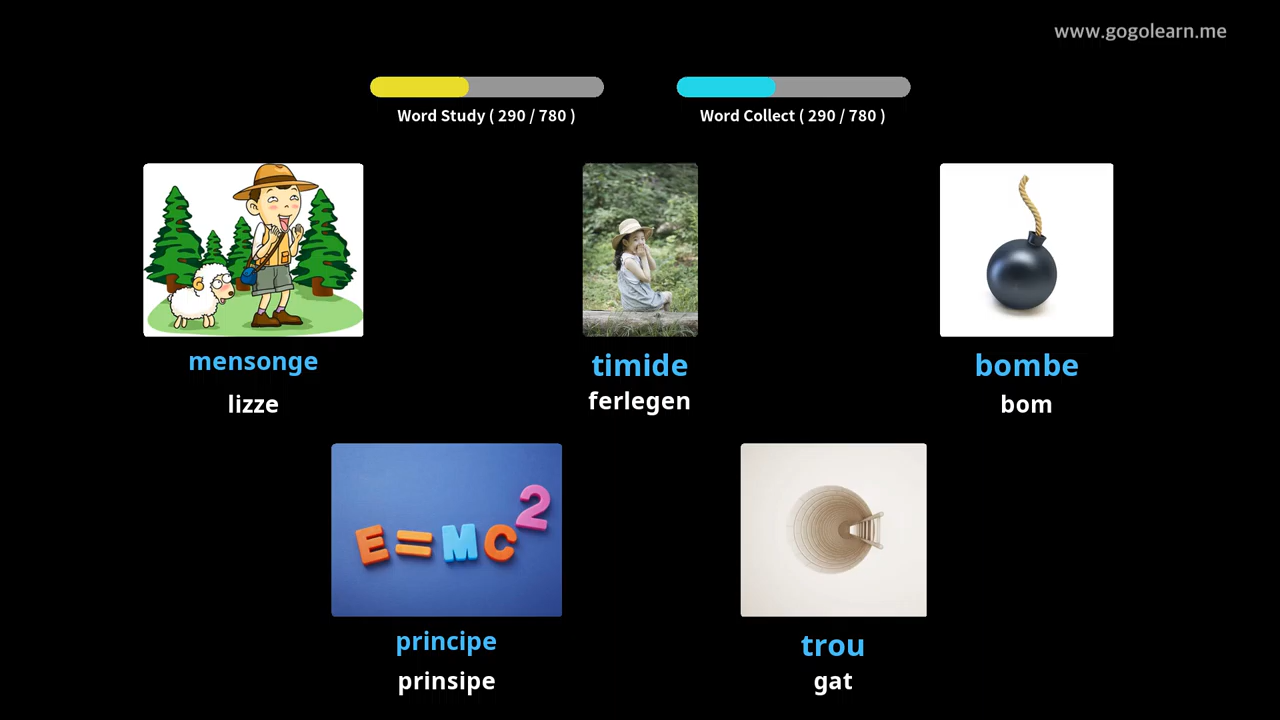 www.gogolearn.me
Word Study ( 290 / 780 )
Word Collect ( 290 / 780 )
mensonge
lizze
timide
ferlegen
bombe
bom
E=MC2
principe
prinsipe
trou
gat